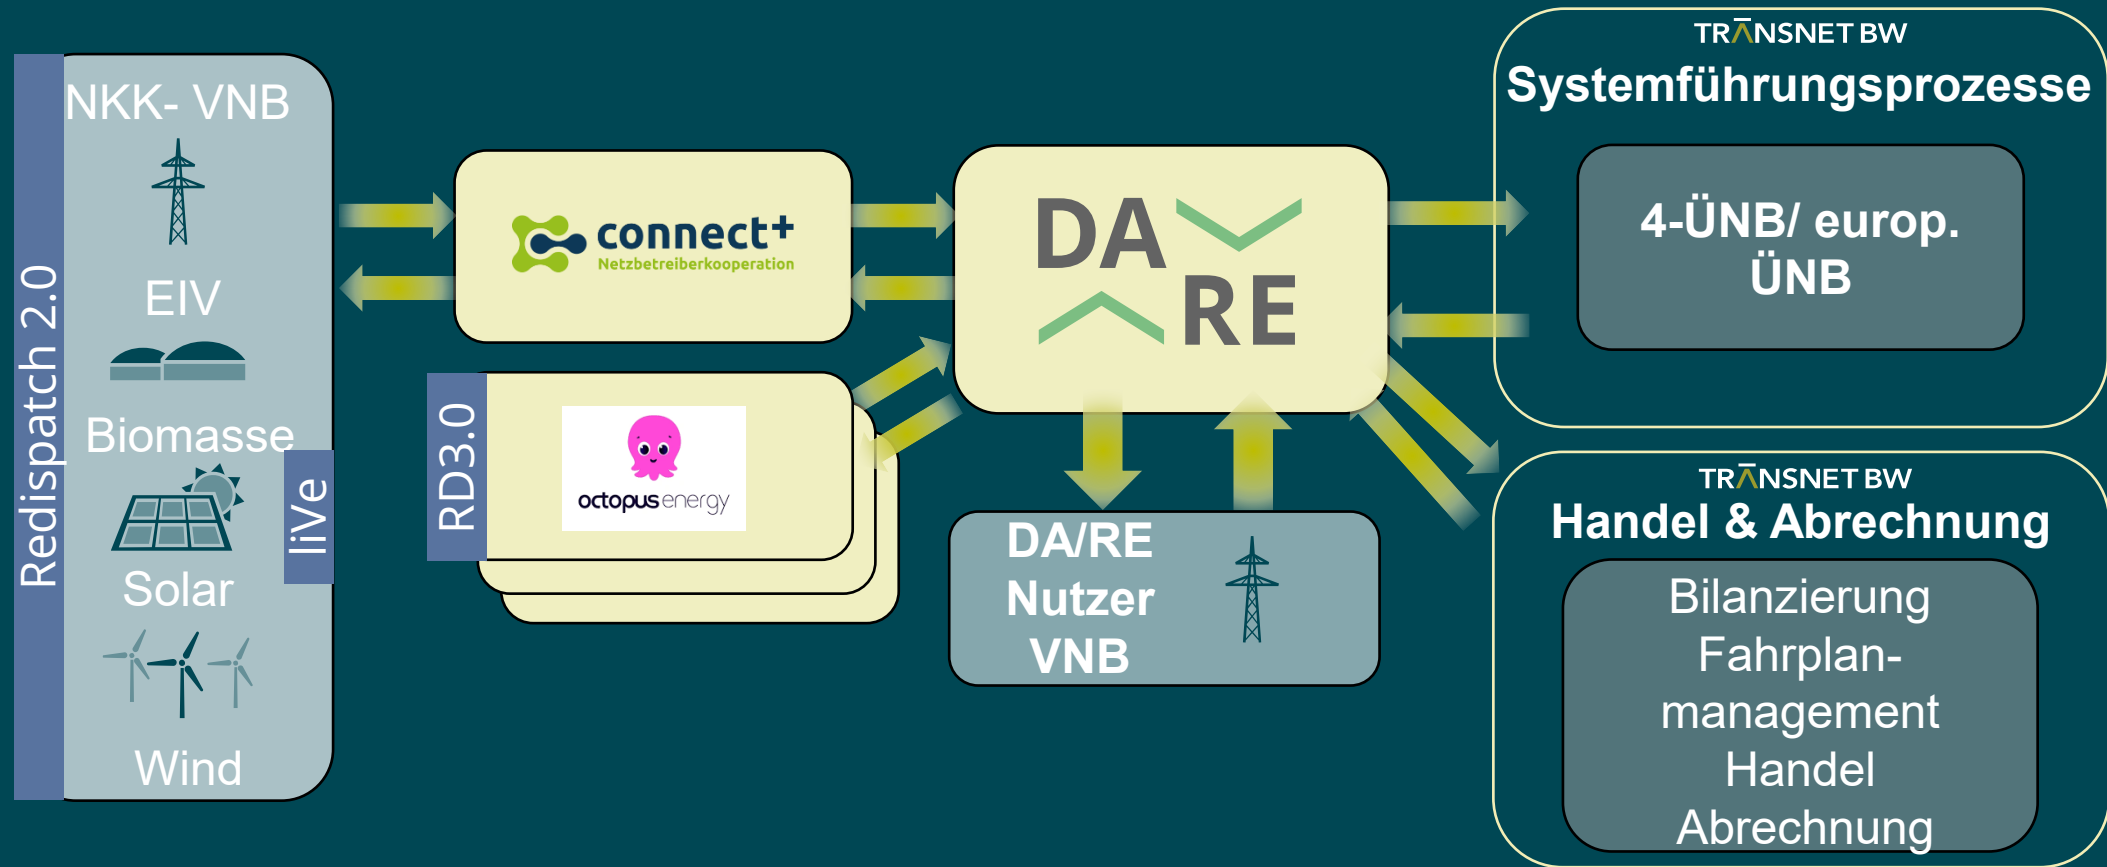 Redispatch 2.0
NKK- VNB
EIV
Biomasse
liVe
Solar
Wind
connect+
Netzbetreiberkooperation
RD3.0
octopus energy
DA
RE
DA/RE
Nutzer
VNB
TRANSNET BW
Systemführungsprozesse
4-ÜNB/ europ.
ÜNB
TRANSNET BW
Handel & Abrechnung
Bilanzierung
Fahrplan-
management
Handel
Abrechnung